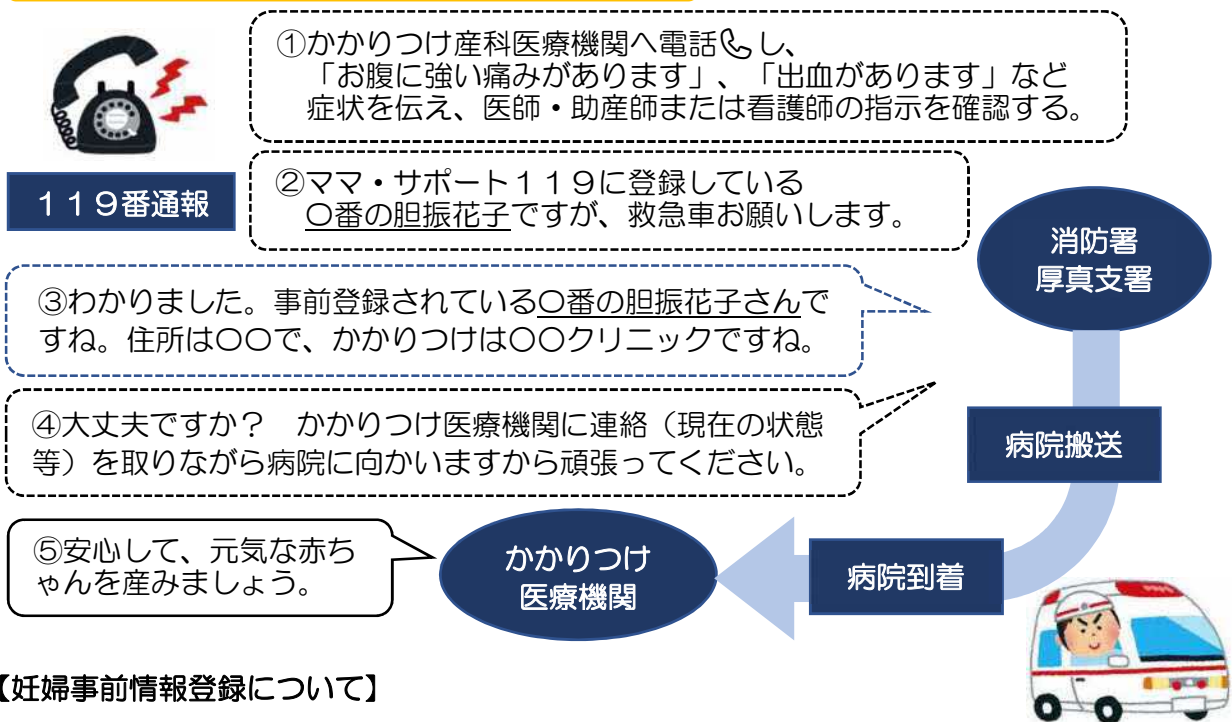 ①かかりつけ産科医療機関へ電話し、
「お腹に強い痛みがあります」、「出血があります」など
症状を伝え、医師・助産師または看護師の指示を確認する。
119番通報
②ママ・サポート119に登録している
〇番の胆振花子ですが、救急車お願いします。
消防署
厚真支署
③わかりました。事前登録されている〇番の胆振花子さんで
すね。住所は〇〇で、かかりつけは〇〇クリニックですね。
④大丈夫ですか? かかりつけ医療機関に連絡(現在の状態
等)を取りながら病院に向かいますから頑張ってください。
病院搬送
⑤安心して、元気な赤ち
ゃんを産みましょう。
かかりつけ
医療機関
病院到着
【妊婦事前情報登録について】